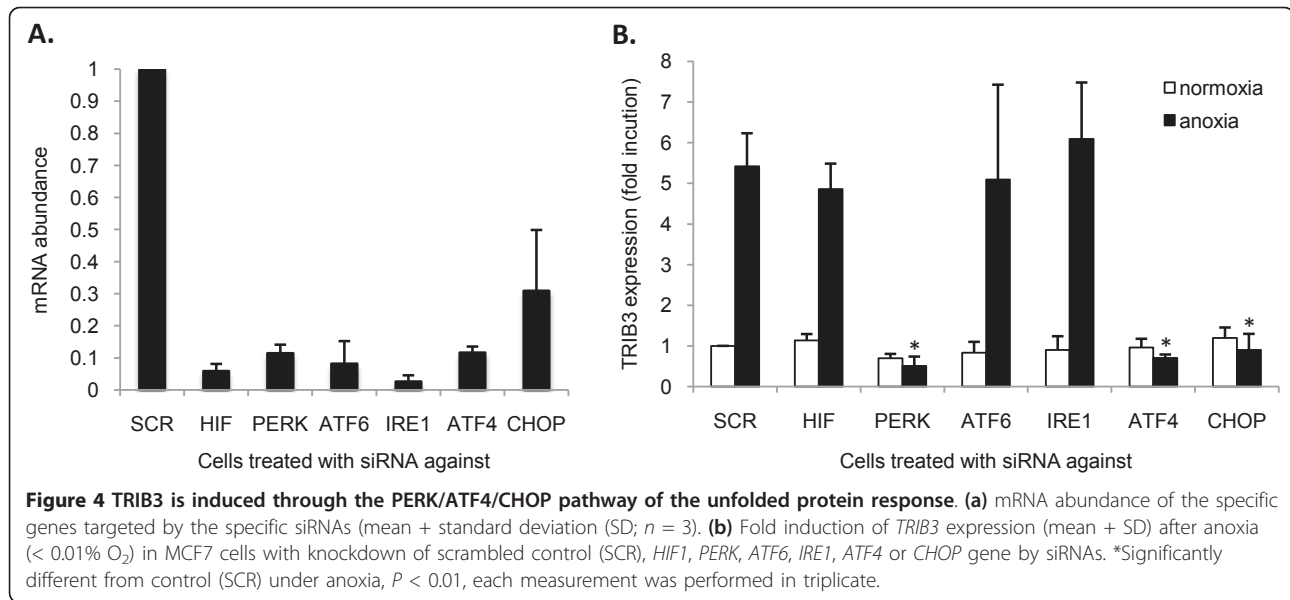 A.
1
0.9
0.8
0.7
0.6
0.5
0.4
0.3
0.2
0.1
0
mRNA abundance
SCR HIF PERK ATF6 IRE1 ATF4 CHOP
Cells treated with siRNA against
B.
8
7
6
5
4
3
2
1
0
TRIB3 expression (fold incution)
normoxia
anoxia
* * *
SCR HIF PERK ATF6 IRE1 ATF4 CHOP
Cells treated with siRNA against
Figure 4 TRIB3 is induced through the PERK/ATF4/CHOP pathway of the unfolded protein response. (a) mRNA abundance of the specific
genes targeted by the specific siRNAs (mean + standard deviation (SD; n = 3). (b) Fold induction of TRIB3 expression (mean + SD) after anoxia
(< 0.01% O₂) in MCF7 cells with knockdown of scrambled control (SCR), HIF1, PERK, ATF6, IRE1, ATF4 or CHOP gene by siRNAs. *Significantly
different from control (SCR) under anoxia, P < 0.01, each measurement was performed in triplicate.